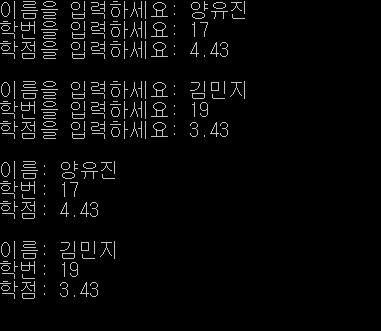 이름을 입력하세요: 양유진
학번을 입력하세요: 17
학점을 입력하세요: 4.43
이름을 입력하세요: 김민지
학번을 입력하세요: 19
학점을 입력하세요: 3.43
이름: 양유진
학번: 17
학점: 4.43
이름: 김민지
학번: 19
학점: 3.43